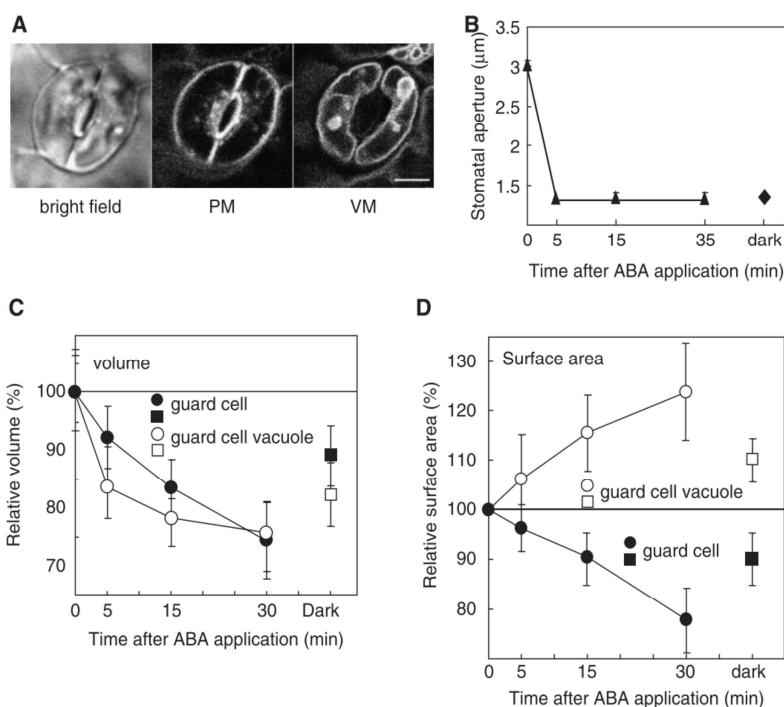 A
bright field PM VM
B
Stomatal aperture (μm)
3.5
3
2.5
2
1.5
0 5 15 35 dark
Time after ABA application (min)
C
volume
Relative volume (%)
100
90
80
70
guard cell
guard cell vacuole
0 5 15 30 Dark
Time after ABA application (min)
D
Surface area
Relative surface area (%)
130
120
110
100
90
80
guard cell vacuole
guard cell
0 5 15 30 dark
Time after ABA application (min)